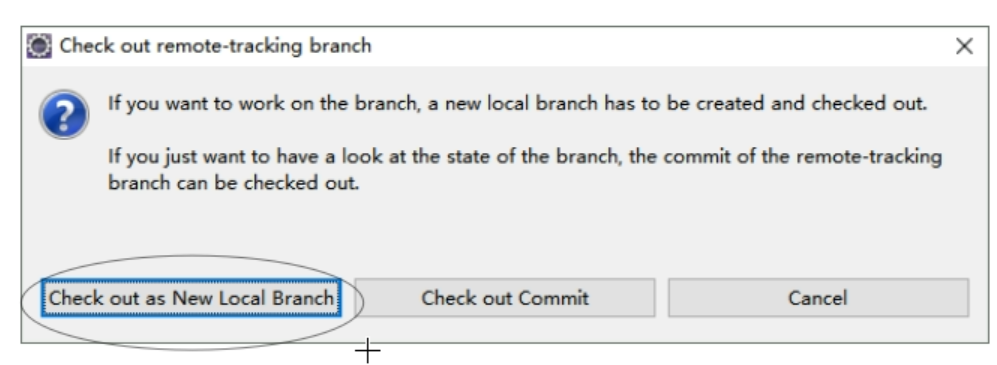 Check out remote-tracking branch
If you want to work on the branch, a new local branch has to be created and checked out.
If you just want to have a look at the state of the branch, the commit of the remote-tracking
branch can be checked out.
Check out as New Local Branch
Check out Commit
Cancel